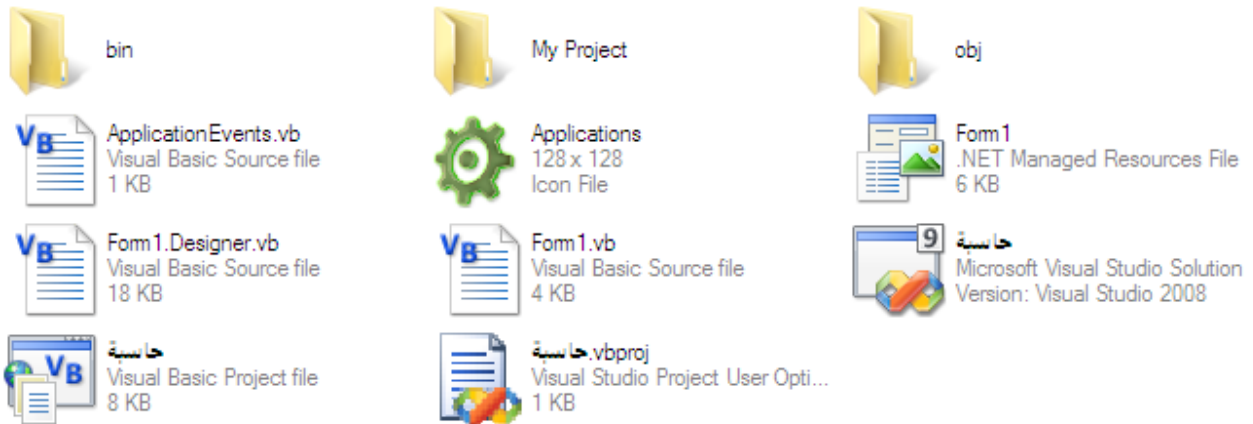 bin
My Project
obj
ApplicationEvents.vb
Visual Basic Source file
1 KB
Applications
128 x 128
Icon File
Form1
.NET Managed Resources File
6 KB
Form1.Designer.vb
Visual Basic Source file
18 KB
Form1.vb
Visual Basic Source file
4 KB
9
حاسبة
Microsoft Visual Studio Solution
Version: Visual Studio 2008
حاسبة
Visual Basic Project file
8 KB
حاسبة.vbproj
Visual Studio Project User Opti...
1 KB